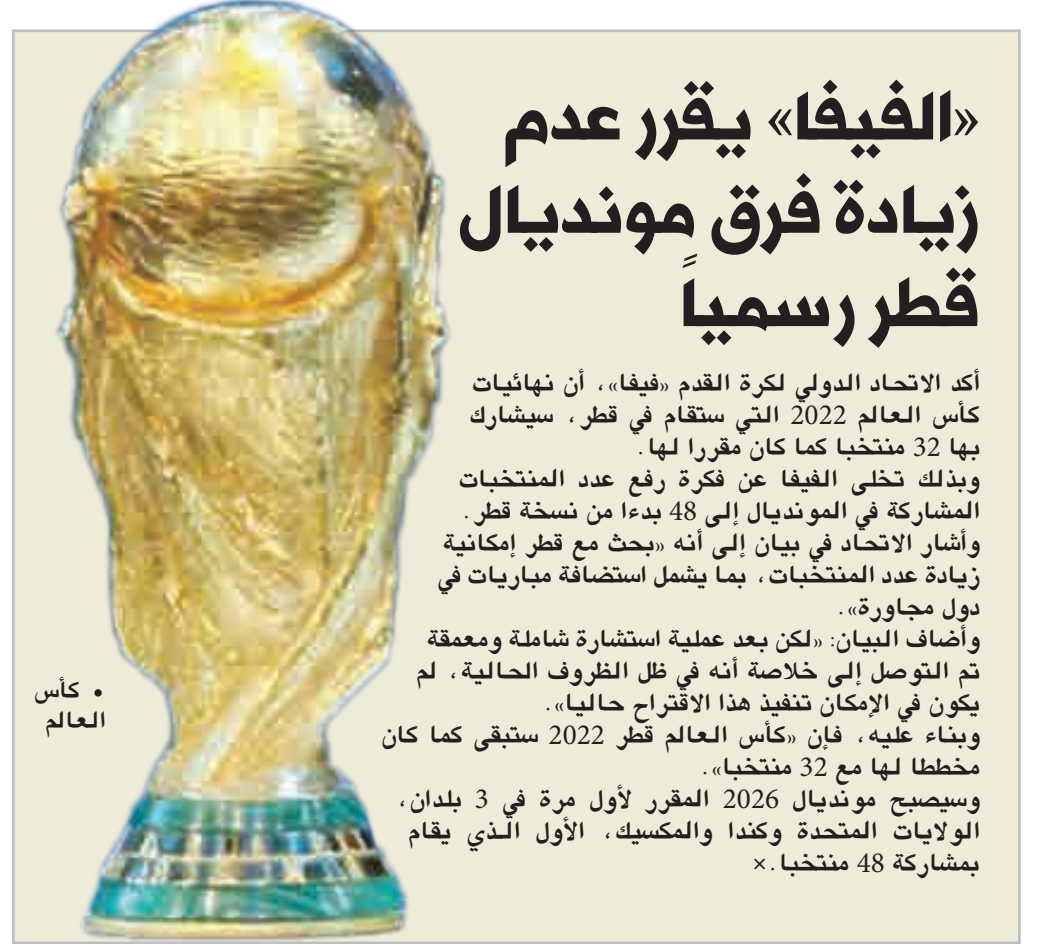 «الفيفا» يقرر عدم
زيادة فرق مونديال
قطر رسمياً
أكد الاتحاد الدولي لكرة القدم «فيفا»، أن نهائيات
كأس العالم 2022 التي ستقام في قطر، سيشارك
بها 32 منتخبا كما كان مقررا لها.
وبذلك تخلى الفيفا عن فكرة رفع عدد المنتخبات
المشاركة في المونديال إلى 48 بدءا من نسخة قطر.
وأشار الاتحاد في بيان إلى أنه «بحث مع قطر إمكانية
زيادة عدد المنتخبات، بما يشمل استضافة مباريات في
دول مجاورة».
وأضاف البيان: «لكن بعد عملية استشارة شاملة ومعمقة
تم التوصل إلى خلاصة أنه في ظل الظروف الحالية، لم
يكون في الإمكان تنفيذ هذا الاقتراح حاليا».
وبناء عليه، فإن «كأس العالم قطر 2022 ستبقى كما كان
مخططا لها مع 32 منتخبا».
وسيصبح مونديال 2026 المقرر لأول مرة في 3 بلدان،
الولايات المتحدة وكندا والمكسيك، الأول الذي يقام
بمشاركة 48 منتخبا.×
• كأس
العالم